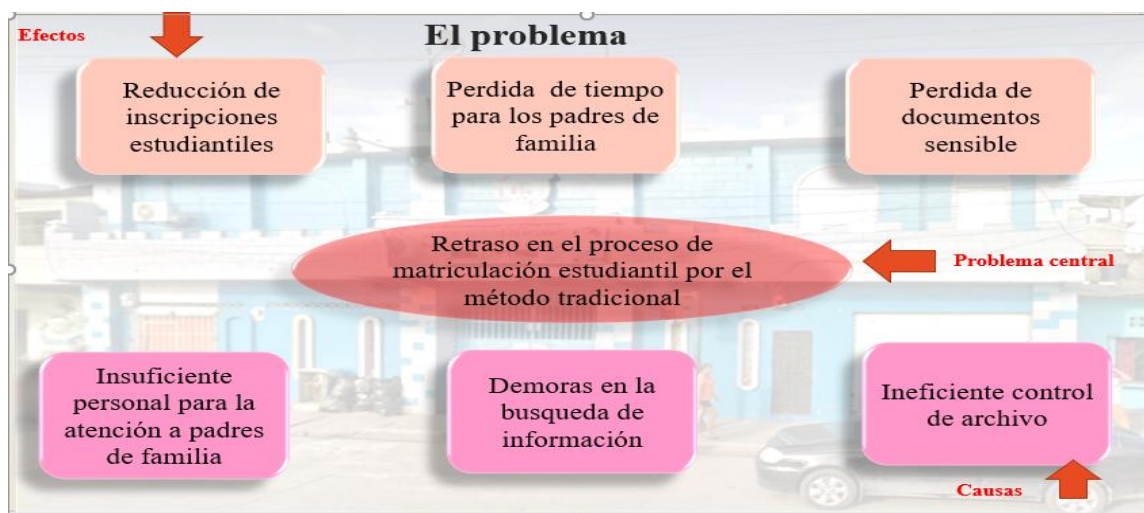 Efectos
El problema
Reducción de
inscripciones
estudiantiles
Perdida de tiempo
para los padres de
familia
Perdida de
documentos
sensible
Retraso en el proceso de
matriculación estudiantil por el
método tradicional
Problema central
Insuficiente
personal para la
atención a padres
de familia
Demoras en la
busqueda de
información
Ineficiente control
de archivo
Causas